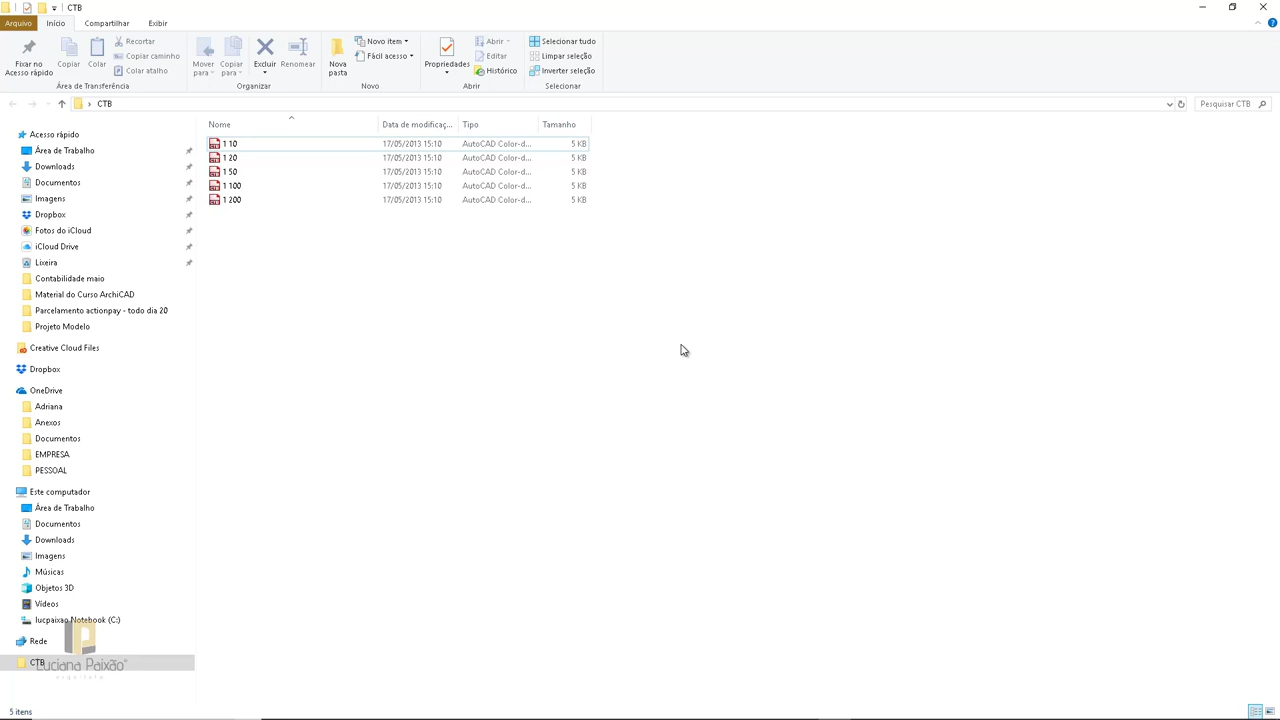 CTB
Arquivo Início Compartilhar Exibir
Fixar no Acesso rápido
Copiar
Colar
Recortar
Copiar caminho
Colar atalho
Área de Transferência
Mover para
Copiar para
Excluir
Renomear
Organizar
Nova pasta
Novo item
Fácil acesso
Novo
Propriedades
Abrir
Editar
Histórico
Abrir
Selecionar tudo
Limpar seleção
Inverter seleção
Selecionar
› CTB
Pesquisar CTB
Nome Data de modificaç... Tipo Tamanho
1 10 17/05/2013 15:10 AutoCAD Color-d... 5 KB
1 20 17/05/2013 15:10 AutoCAD Color-d... 5 KB
1 50 17/05/2013 15:10 AutoCAD Color-d... 5 KB
1 100 17/05/2013 15:10 AutoCAD Color-d... 5 KB
1 200 17/05/2013 15:10 AutoCAD Color-d... 5 KB
Acesso rápido
Área de Trabalho
Downloads
Documentos
Imagens
Dropbox
Fotos do iCloud
iCloud Drive
Lixeira
Contabilidade maio
Material do Curso ArchiCAD
Parcelamento actionpay - todo dia 20
Projeto Modelo
Creative Cloud Files
Dropbox
OneDrive
Adriana
Anexos
Documentos
EMPRESA
PESSOAL
Este computador
Área de Trabalho
Documentos
Downloads
Imagens
Músicas
Objetos 3D
Vídeos
lucpaixao Notebook (C:)
Rede
CTB
Luciana Paixão®
arquiteta
5 itens